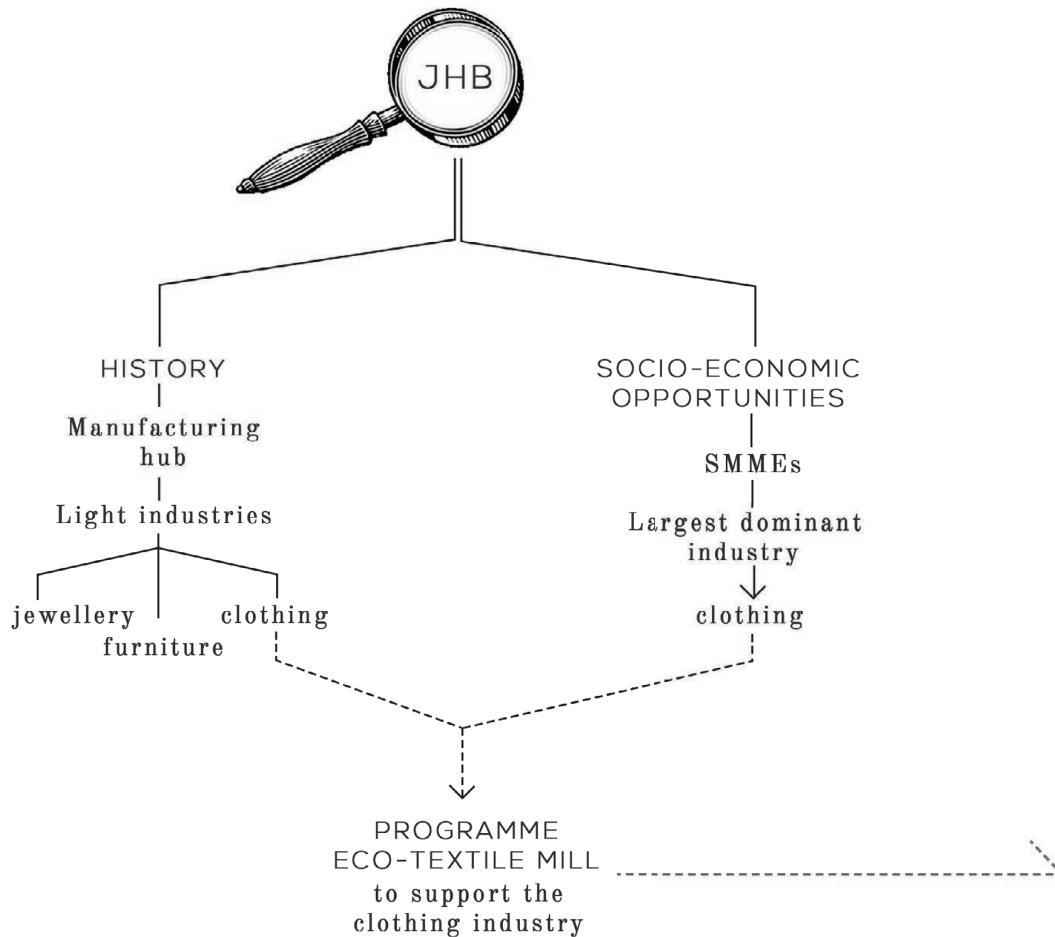 JHB
HISTORY
Manufacturing
hub
Light industries
jewellery
furniture
clothing
SOCIO-ECONOMIC
OPPORTUNITIES
SMMEs
Largest dominant
industry
clothing
PROGRAMME
ECO-TEXTILE MILL
to support the
clothing industry